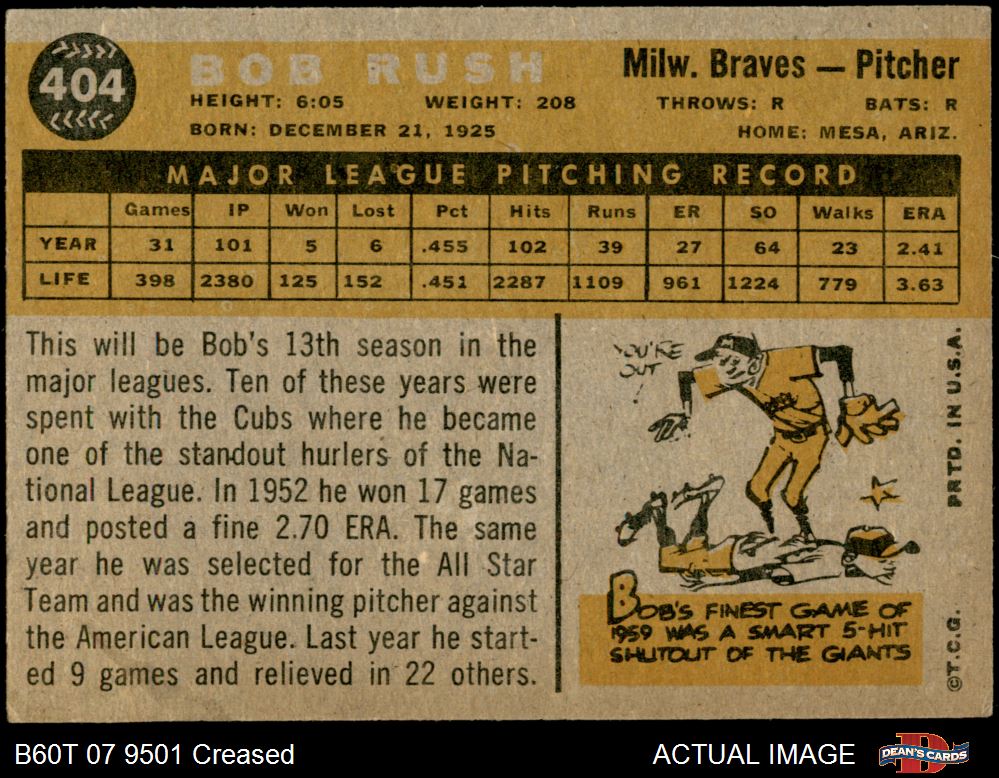 404
BOB RUSH
Milw. Braves — Pitcher
HEIGHT: 6:05 WEIGHT: 208 THROWS: R BATS: R
BORN: DECEMBER 21, 1925 HOME: MESA, ARIZ.
MAJOR LEAGUE PITCHING RECORD
Games IP Won Lost Pct Hits Runs ER SO Walks ERA
YEAR 31 101 5 6 .455 102 39 27 64 23 2.41
LIFE 398 2380 125 152 .451 2287 1109 961 1224 779 3.63
This will be Bob's 13th season in the
major leagues. Ten of these years were
spent with the Cubs where he became
one of the standout hurlers of the Na-
tional League. In 1952 he won 17 games
and posted a fine 2.70 ERA. The same
year he was selected for the All Star
Team and was the winning pitcher against
the American League. Last year he start-
ed 9 games and relieved in 22 others.
YOU'RE
OUT
BOB'S FINEST GAME OF
1959 WAS A SMART 5-HIT
SHUTOUT OF THE GIANTS
©T.C.G. PRTD. IN U.S.A.
B60T 07 9501 Creased
ACTUAL IMAGE
DEAN'S CARDS